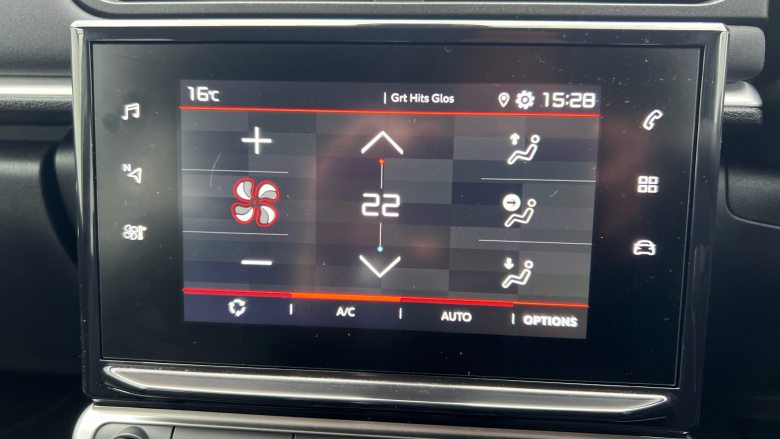 16°C | Grt Hits Glos 15:28
N
22
A/C AUTO OPTIONS